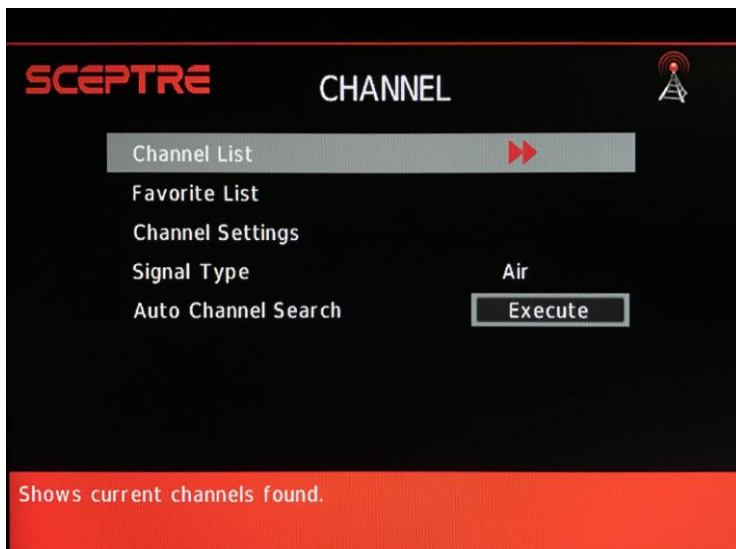 SCEPTRE
CHANNEL
Channel List
Favorite List
Channel Settings
Signal Type Air
Auto Channel Search Execute
Shows current channels found.